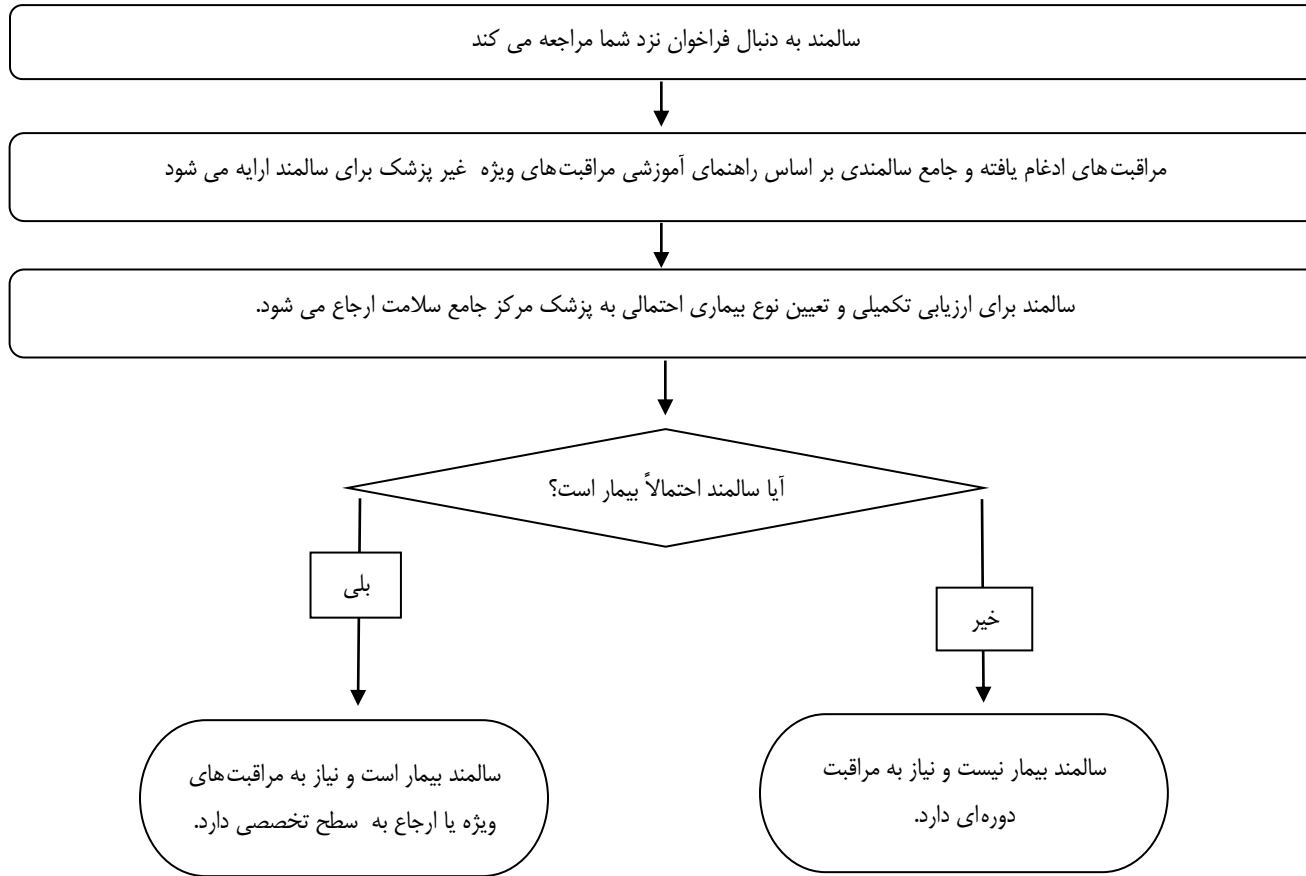 سالمند به دنبال فراخوان نزد شما مراجعه می کند
مراقبت‌های ادغام یافته و جامع سالمندی بر اساس راهنمای آموزشی مراقبت‌های ویژه غیر پزشک برای سالمند ارایه می شود
سالمند برای ارزیابی تکمیلی و تعیین نوع بیماری احتمالی به پزشک مرکز جامع سلامت ارجاع می شود.
آیا سالمند احتمالاً بیمار است؟
بلی
خیر
سالمند بیمار نیست و نیاز به مراقبت
دوره‌ای دارد.
سالمند بیمار است و نیاز به مراقبت‌های
ویژه یا ارجاع به سطح تخصصی دارد.